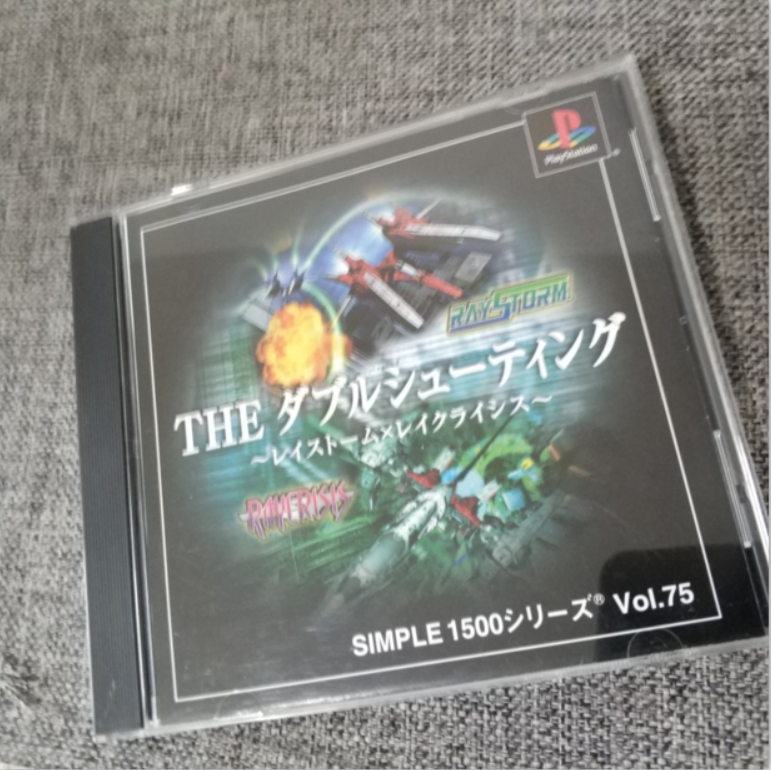 PlayStation
RAYSTORM
THE ダブルシューティング
～レイストーム×レイクライシス～
RAYCRISIS
SIMPLE 1500シリーズ® Vol.75